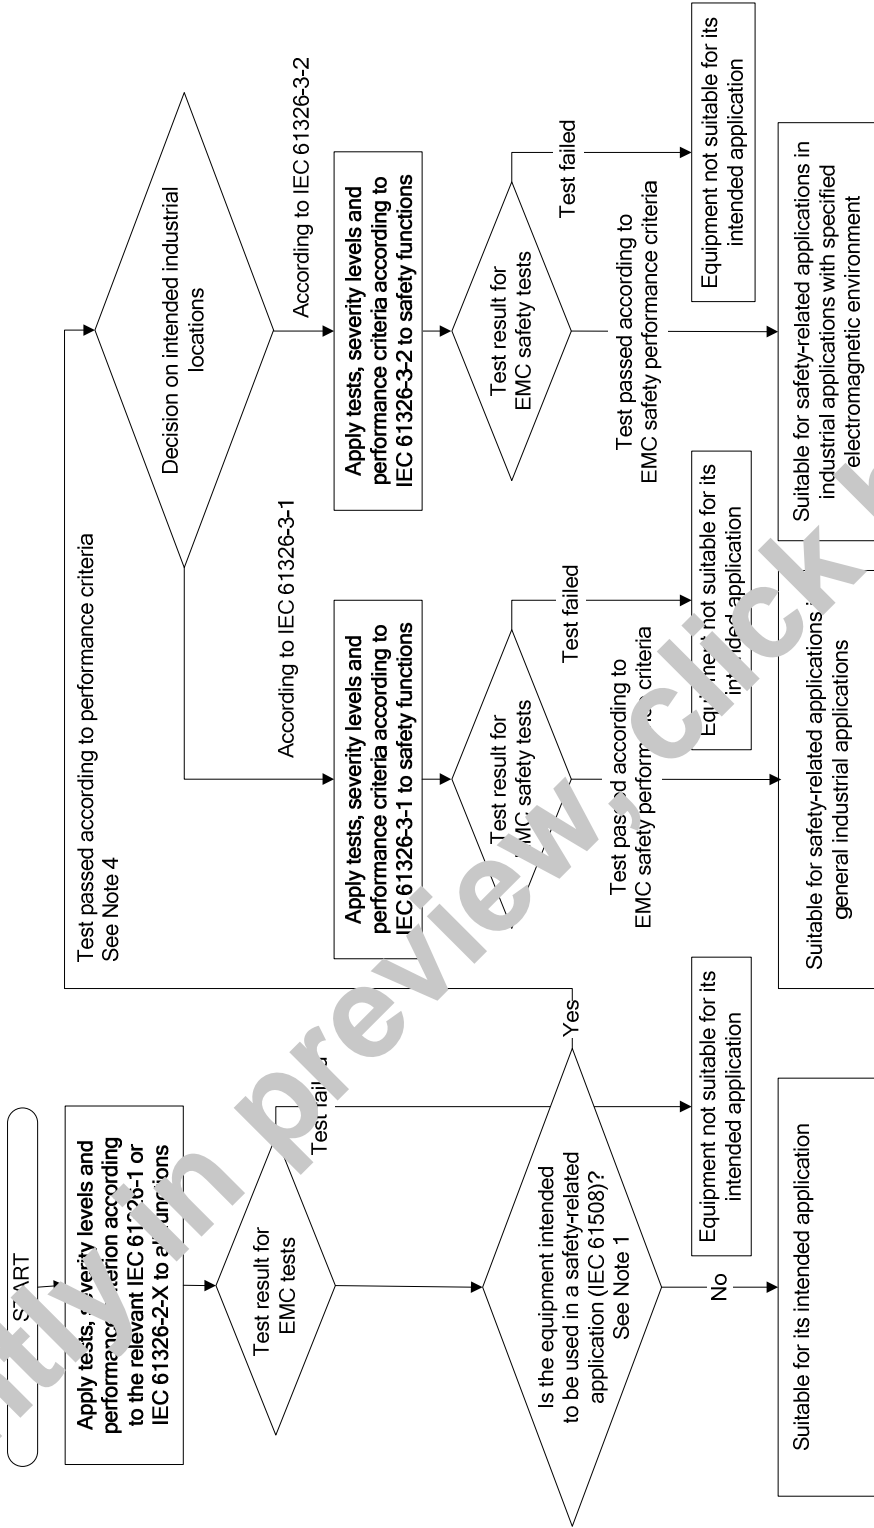 START
Apply tests, severity levels and
performance criterion according
to the relevant IEC 61326-1 or
IEC 61326-2-X to all functions
Test result for
EMC tests
Test failed
Is the equipment intended
to be used in a safety-related
application (IEC 61508)?
See Note 1
Yes
No
Equipment not suitable for its
intended application
Suitable for its intended application
Test passed according to performance criteria
See Note 4
Decision on intended industrial
locations
According to IEC 61326-3-1
Apply tests, severity levels and
performance criteria according to
IEC 61326-3-1 to safety functions
Test result for
EMC safety tests
Test failed
Test passed according to
EMC safety performance criteria
Equipment not suitable for its
intended application
Suitable for safety-related applications
general industrial applications
According to IEC 61326-3-2
Apply tests, severity levels and
performance criteria according to
IEC 61326-3-2 to safety functions
Test result for
EMC safety tests
Test failed
Test passed according to
EMC safety performance criteria
Equipment not suitable for its
intended application
Suitable for safety-related applications in
industrial applications with specified
electromagnetic environment
in preview, click